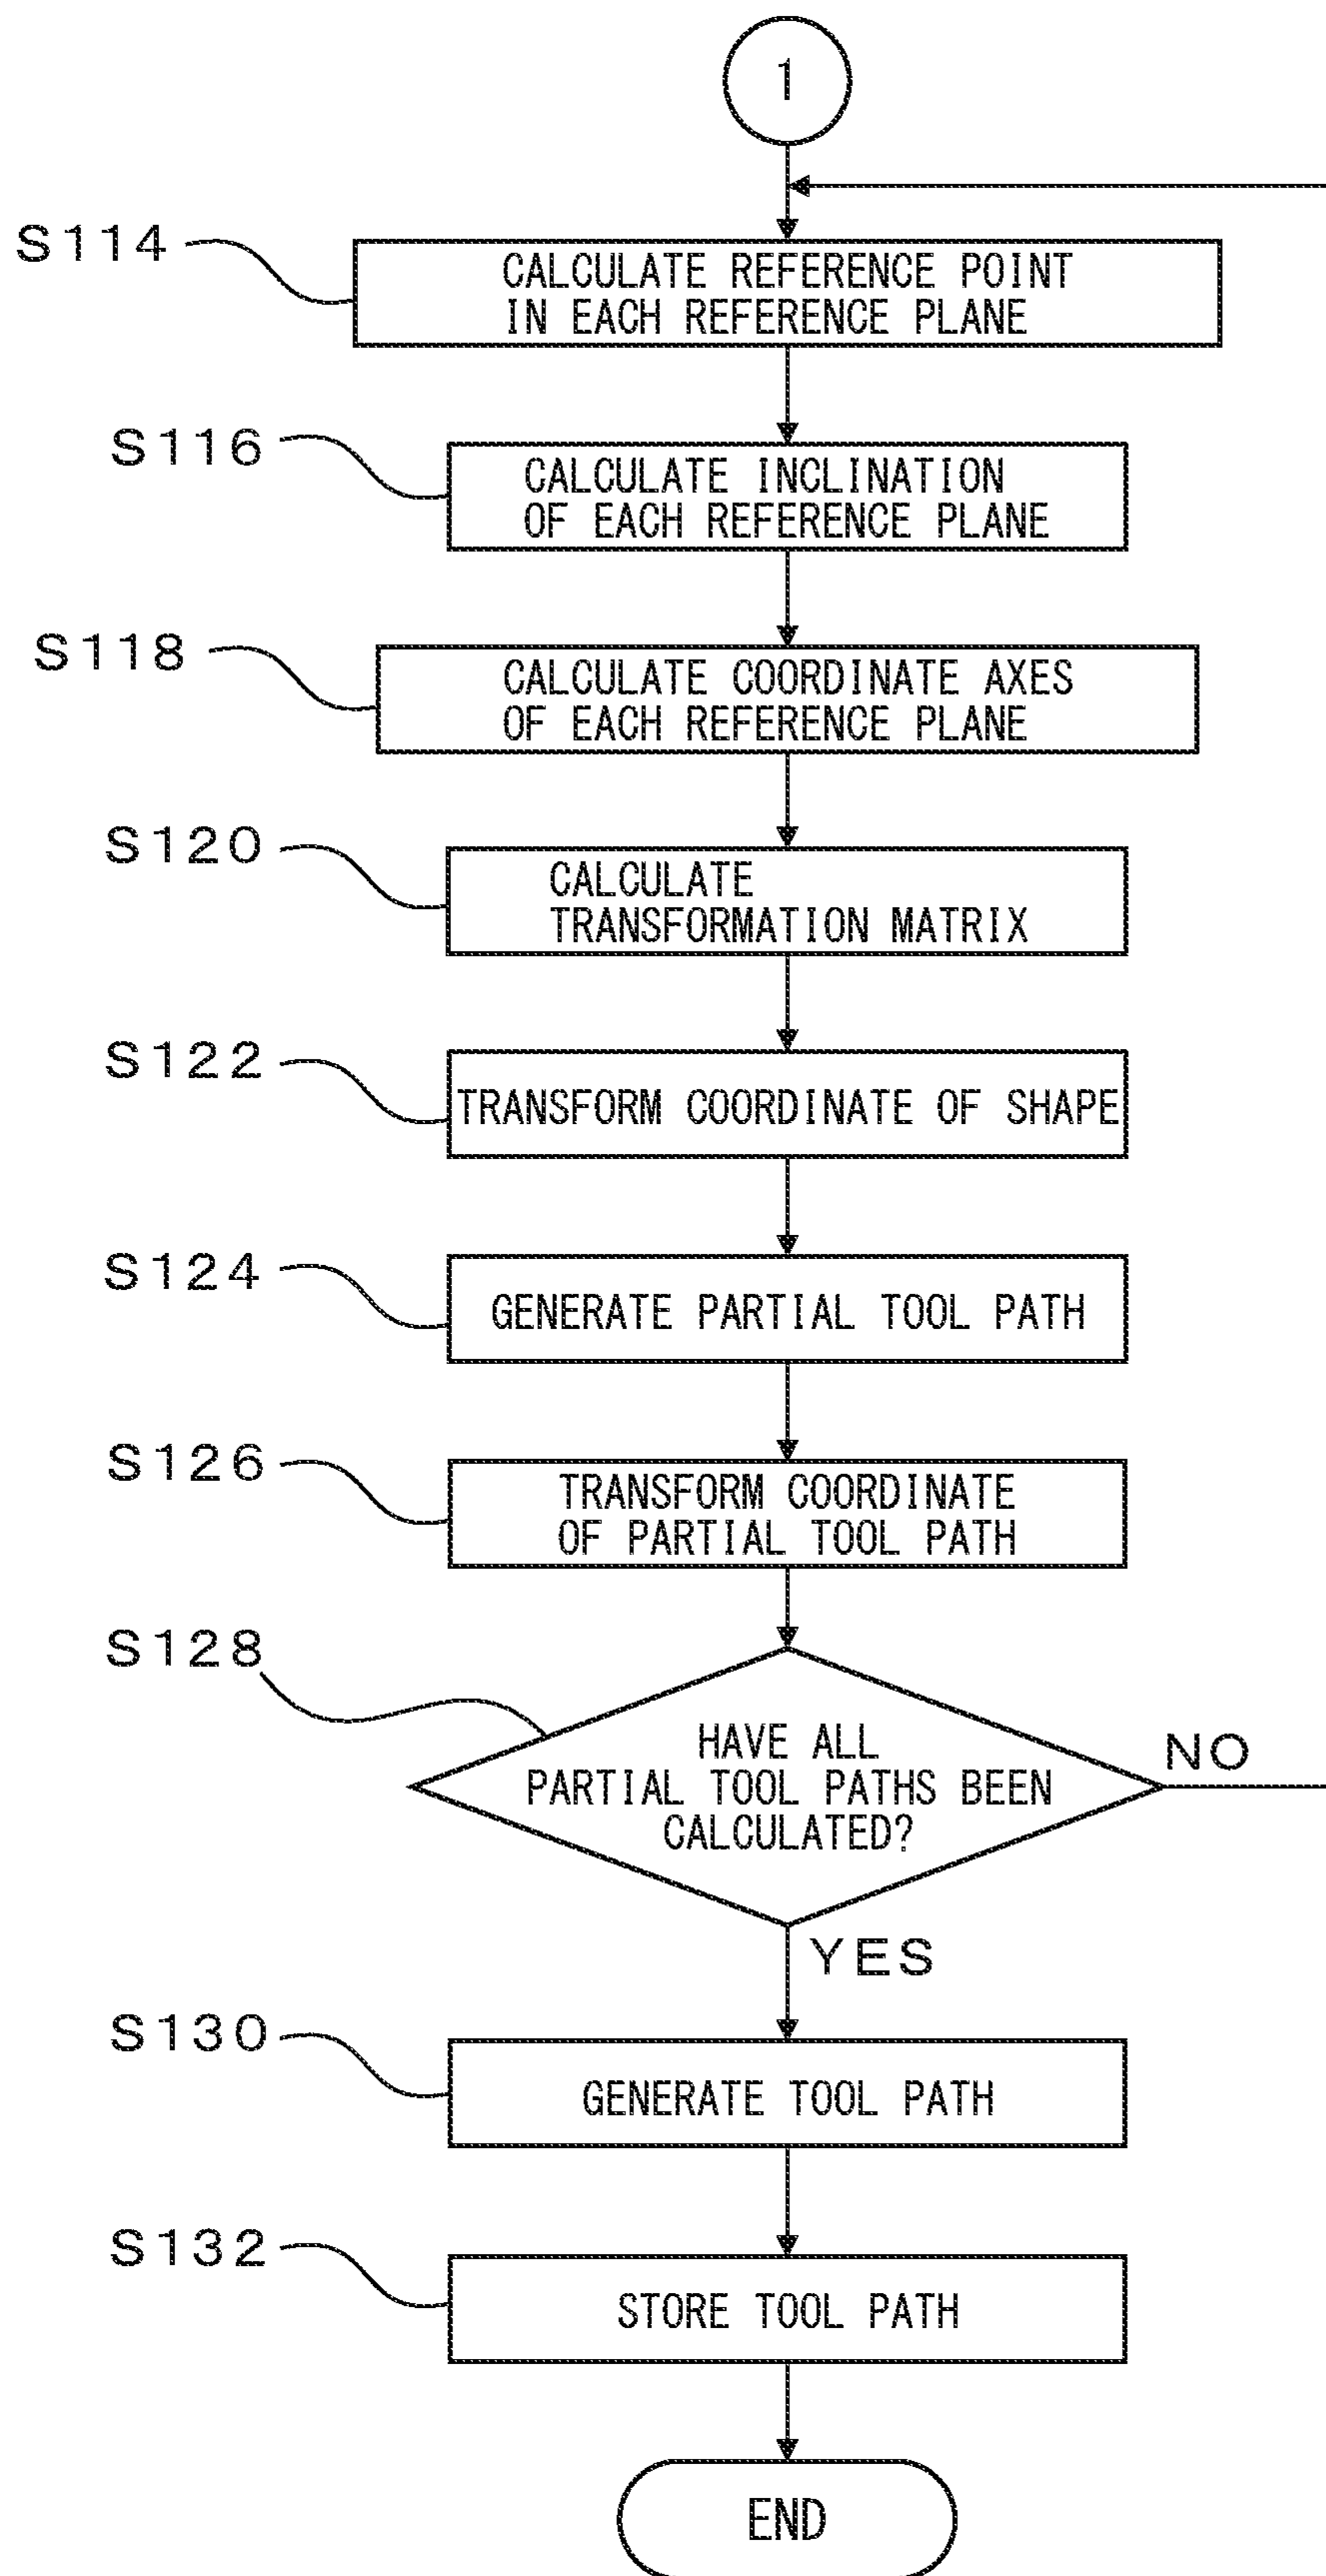 1
S114
CALCULATE REFERENCE POINT
IN EACH REFERENCE PLANE
S116
CALCULATE INCLINATION
OF EACH REFERENCE PLANE
S118
CALCULATE COORDINATE AXES
OF EACH REFERENCE PLANE
S120
CALCULATE
TRANSFORMATION MATRIX
S122
TRANSFORM COORDINATE OF SHAPE
S124
GENERATE PARTIAL TOOL PATH
S126
TRANSFORM COORDINATE
OF PARTIAL TOOL PATH
S128
HAVE ALL
PARTIAL TOOL PATHS BEEN
CALCULATED?
NO
YES
S130
GENERATE TOOL PATH
S132
STORE TOOL PATH
END